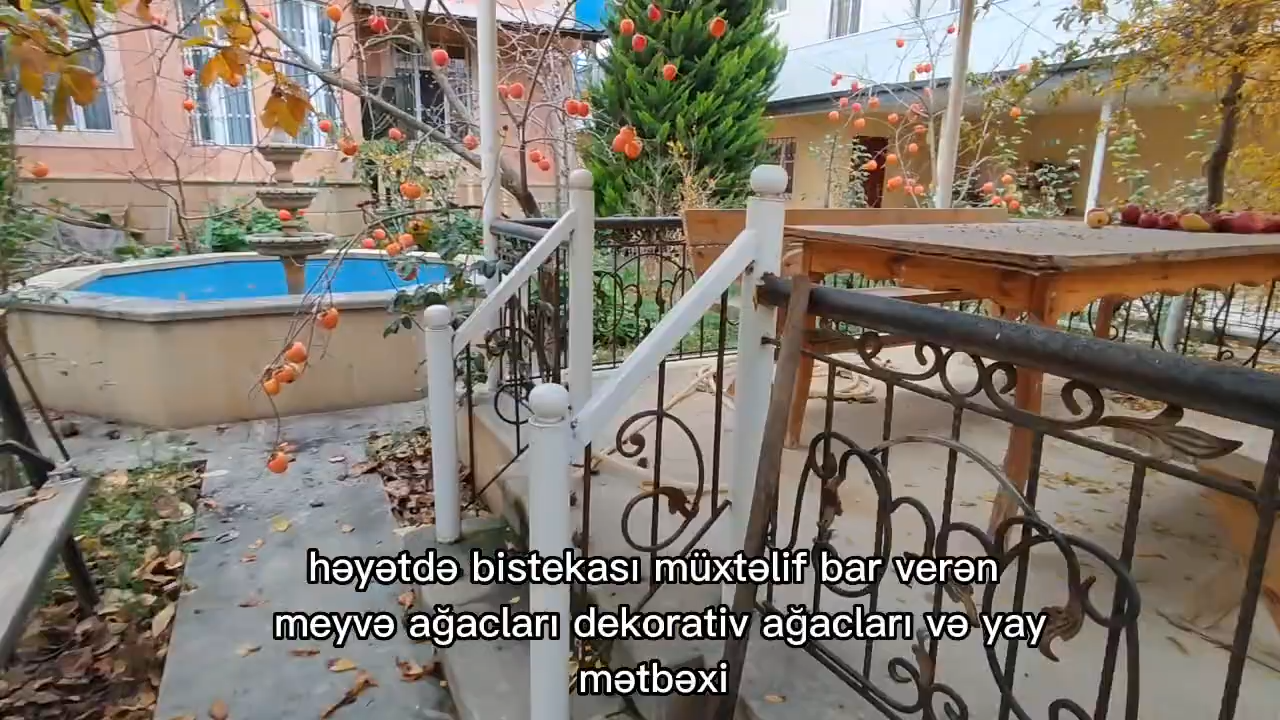 həyətdə bistekası müxtəlif bar verən
meyvə ağacları dekorativ ağacları və yay
mətbəxi